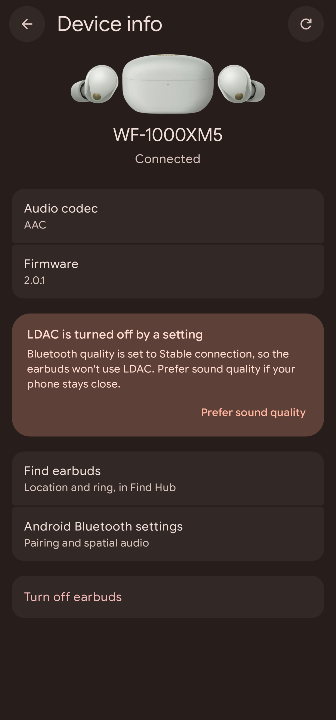 Device info
WF-1000XM5
Connected
Audio codec
AAC
Firmware
2.0.1
LDAC is turned off by a setting
Bluetooth quality is set to Stable connection, so the
earbuds won't use LDAC. Prefer sound quality if your
phone stays close.
Prefer sound quality
Find earbuds
Location and ring, in Find Hub
Android Bluetooth settings
Pairing and spatial audio
Turn off earbuds